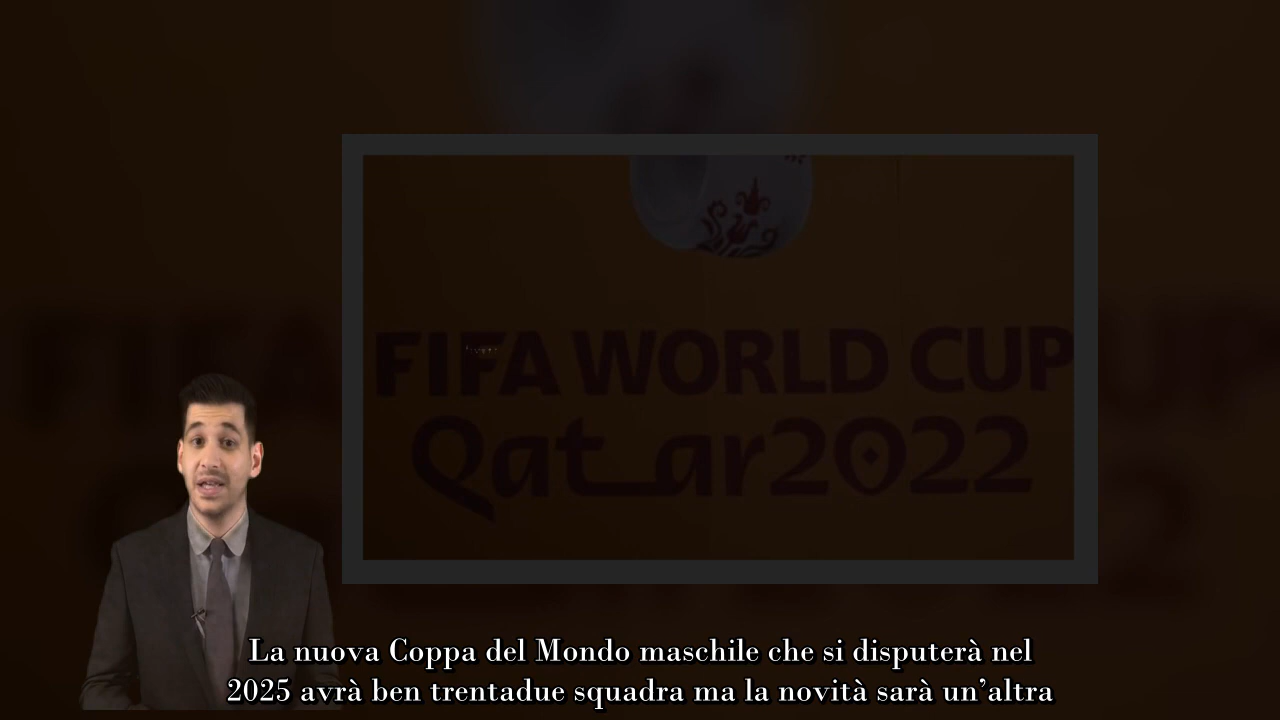 FIFA WORLD CUP
Qatar2022
La nuova Coppa del Mondo maschile che si disputerà nel
2025 avrà ben trentadue squadra ma la novità sarà un'altra